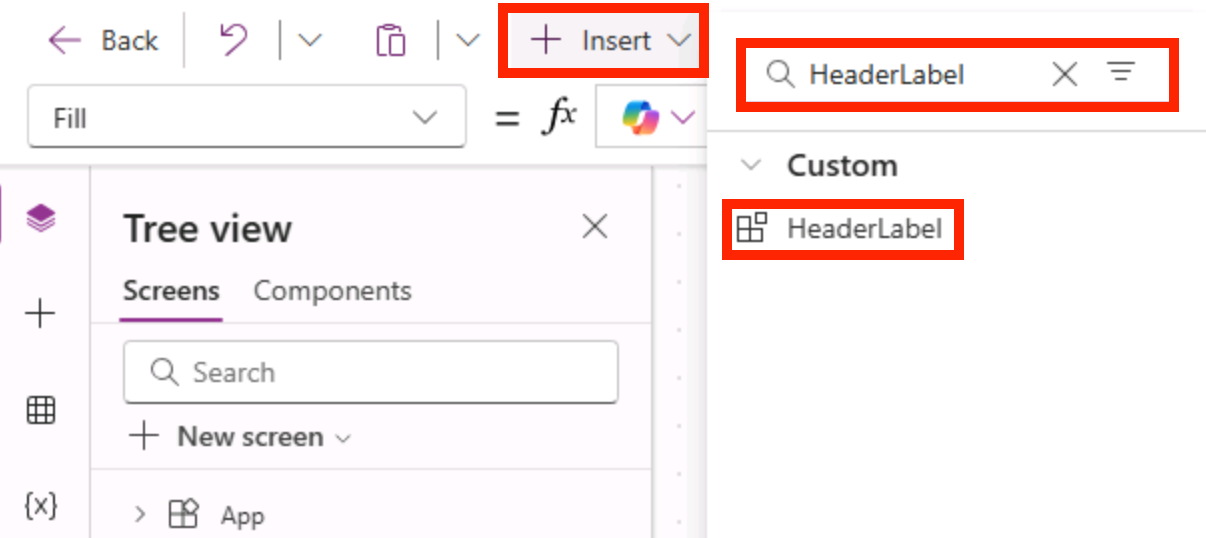 Back
Insert
HeaderLabel
Fill
= fx
Custom
HeaderLabel
Tree view
Screens Components
Search
New screen
{x}
App